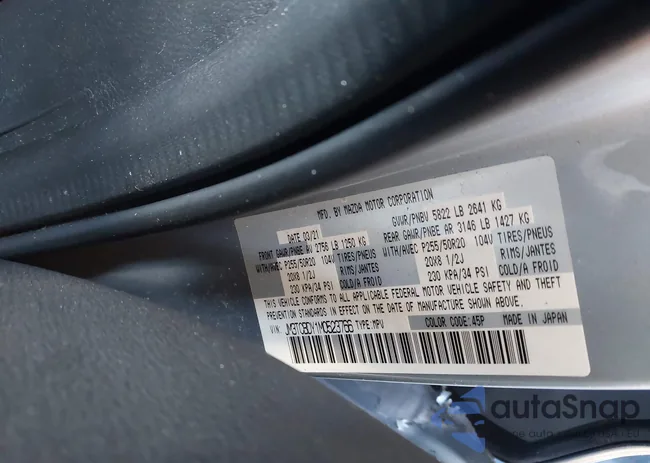 MFD. BY MAZDA MOTOR CORPORATION
DATE 03/21 GVWR/PNBV 5822 LB 2641 KG
FRONT GAWR/PNBE AV 2756 LB 1250 KG REAR GAWR/PNBE AR 3146 LB 1427 KG
WITH/AVEC P255/50R20 104V TIRES/PNEUS WITH/AVEC P255/50R20 104V TIRES/PNEUS
20X8 1/2J RIMS/JANTES 20X8 1/2J RIMS/JANTES
230 KPA/34 PSI COLD/A FROID 230 KPA/34 PSI COLD/A FROID
THIS VEHICLE CONFORMS TO ALL APPLICABLE FEDERAL MOTOR VEHICLE SAFETY AND THEFT
PREVENTION STANDARDS IN EFFECT ON THE DATE OF MANUFACTURE SHOWN ABOVE.
VIN: TYPE:MPV COLOR CODE:45P MADE IN JAPAN
autaSnap